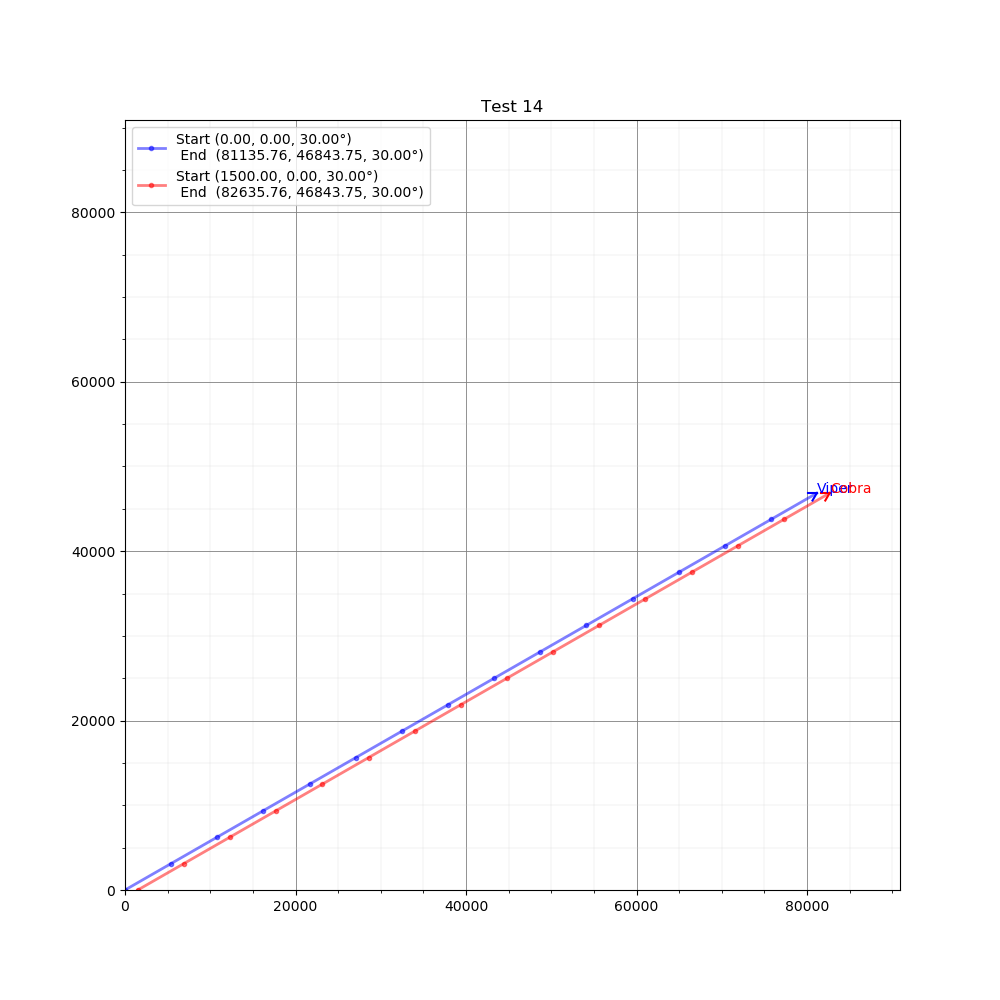 Test 14
Start (0.00, 0.00, 30.00°)
End  (81135.76, 46843.75, 30.00°)
Start (1500.00, 0.00, 30.00°)
End  (82635.76, 46843.75, 30.00°)
80000
60000
Viper Cobra
40000
20000
0
0 20000 40000 60000 80000